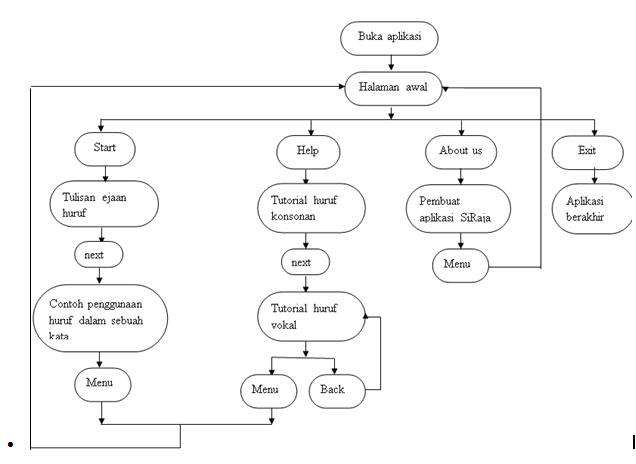 Buka aplikasi
Halaman awal
Start
Help
About us
Exit
Tulisan ejaan
huruf
Tutorial huruf
konsonan
Pembuat
aplikasi SiRaja
Aplikasi
berakhir
next
next
Menu
Contoh penggunaan
huruf dalam sebuah
kata
Tutorial huruf
vokal
Menu
Menu
Back